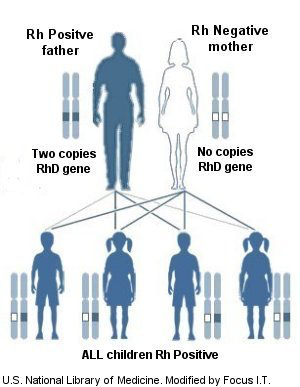 Rh Positve
father
Rh Negative
mother
Two copies
RhD gene
No copies
RhD gene
ALL children Rh Positive
U.S. National Library of Medicine. Modified by Focus I.T.